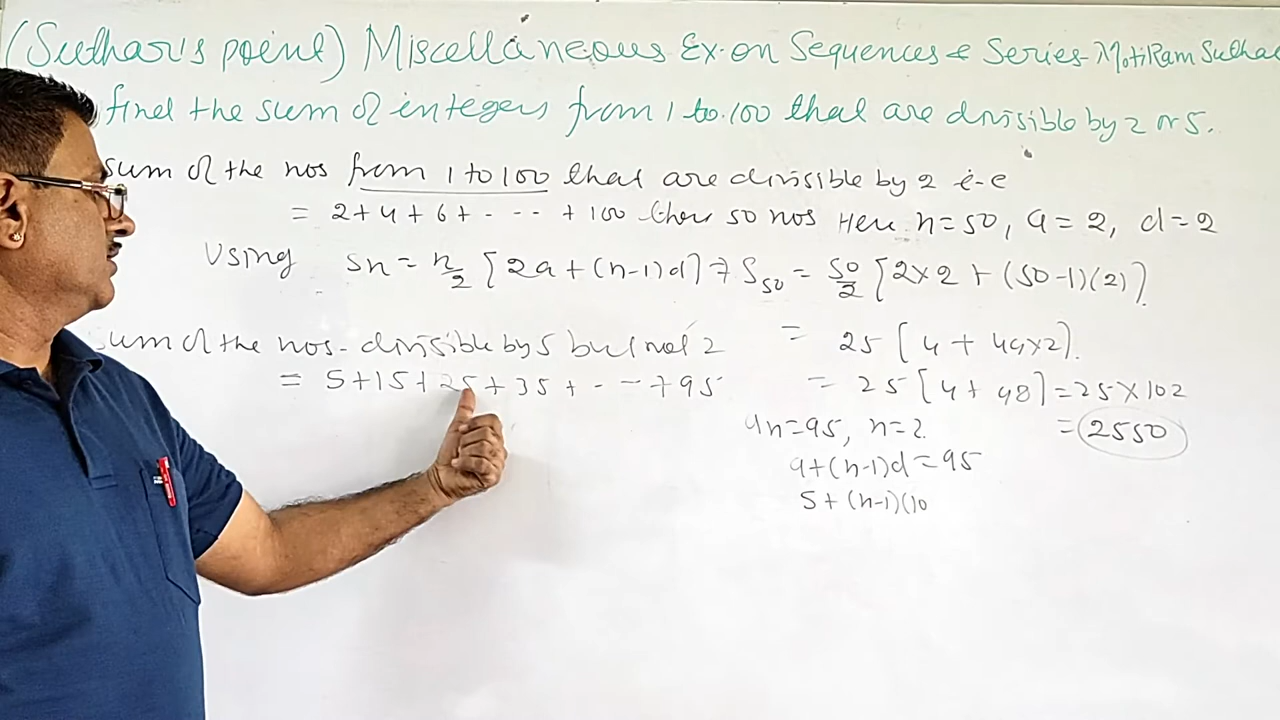 (Suthar's point) Miscellaneous Ex. on Sequences & Series - MotiRam Suthar
find the sum of integers from 1 to 100 that are divisible by 2 or 5.
sum of the nos from 1 to 100 that are divisible by 2 i-e
= 2+4+6+ - - - - + 100 there 50 nos Here n=50, a=2, d=2
Using Sn = n/2 [2a+(n-1)d] ⇒ S50 = 50/2 [2×2+(50-1)(2)]
sum of the nos. divisible by 5 but not 2
= 5+15+25+35+ - - - +95
= 25 [4+49×2].
= 25 [4+98] = 25×102
= 2550
an=95, n=?
a+(n-1)d=95
5+(n-1)(10